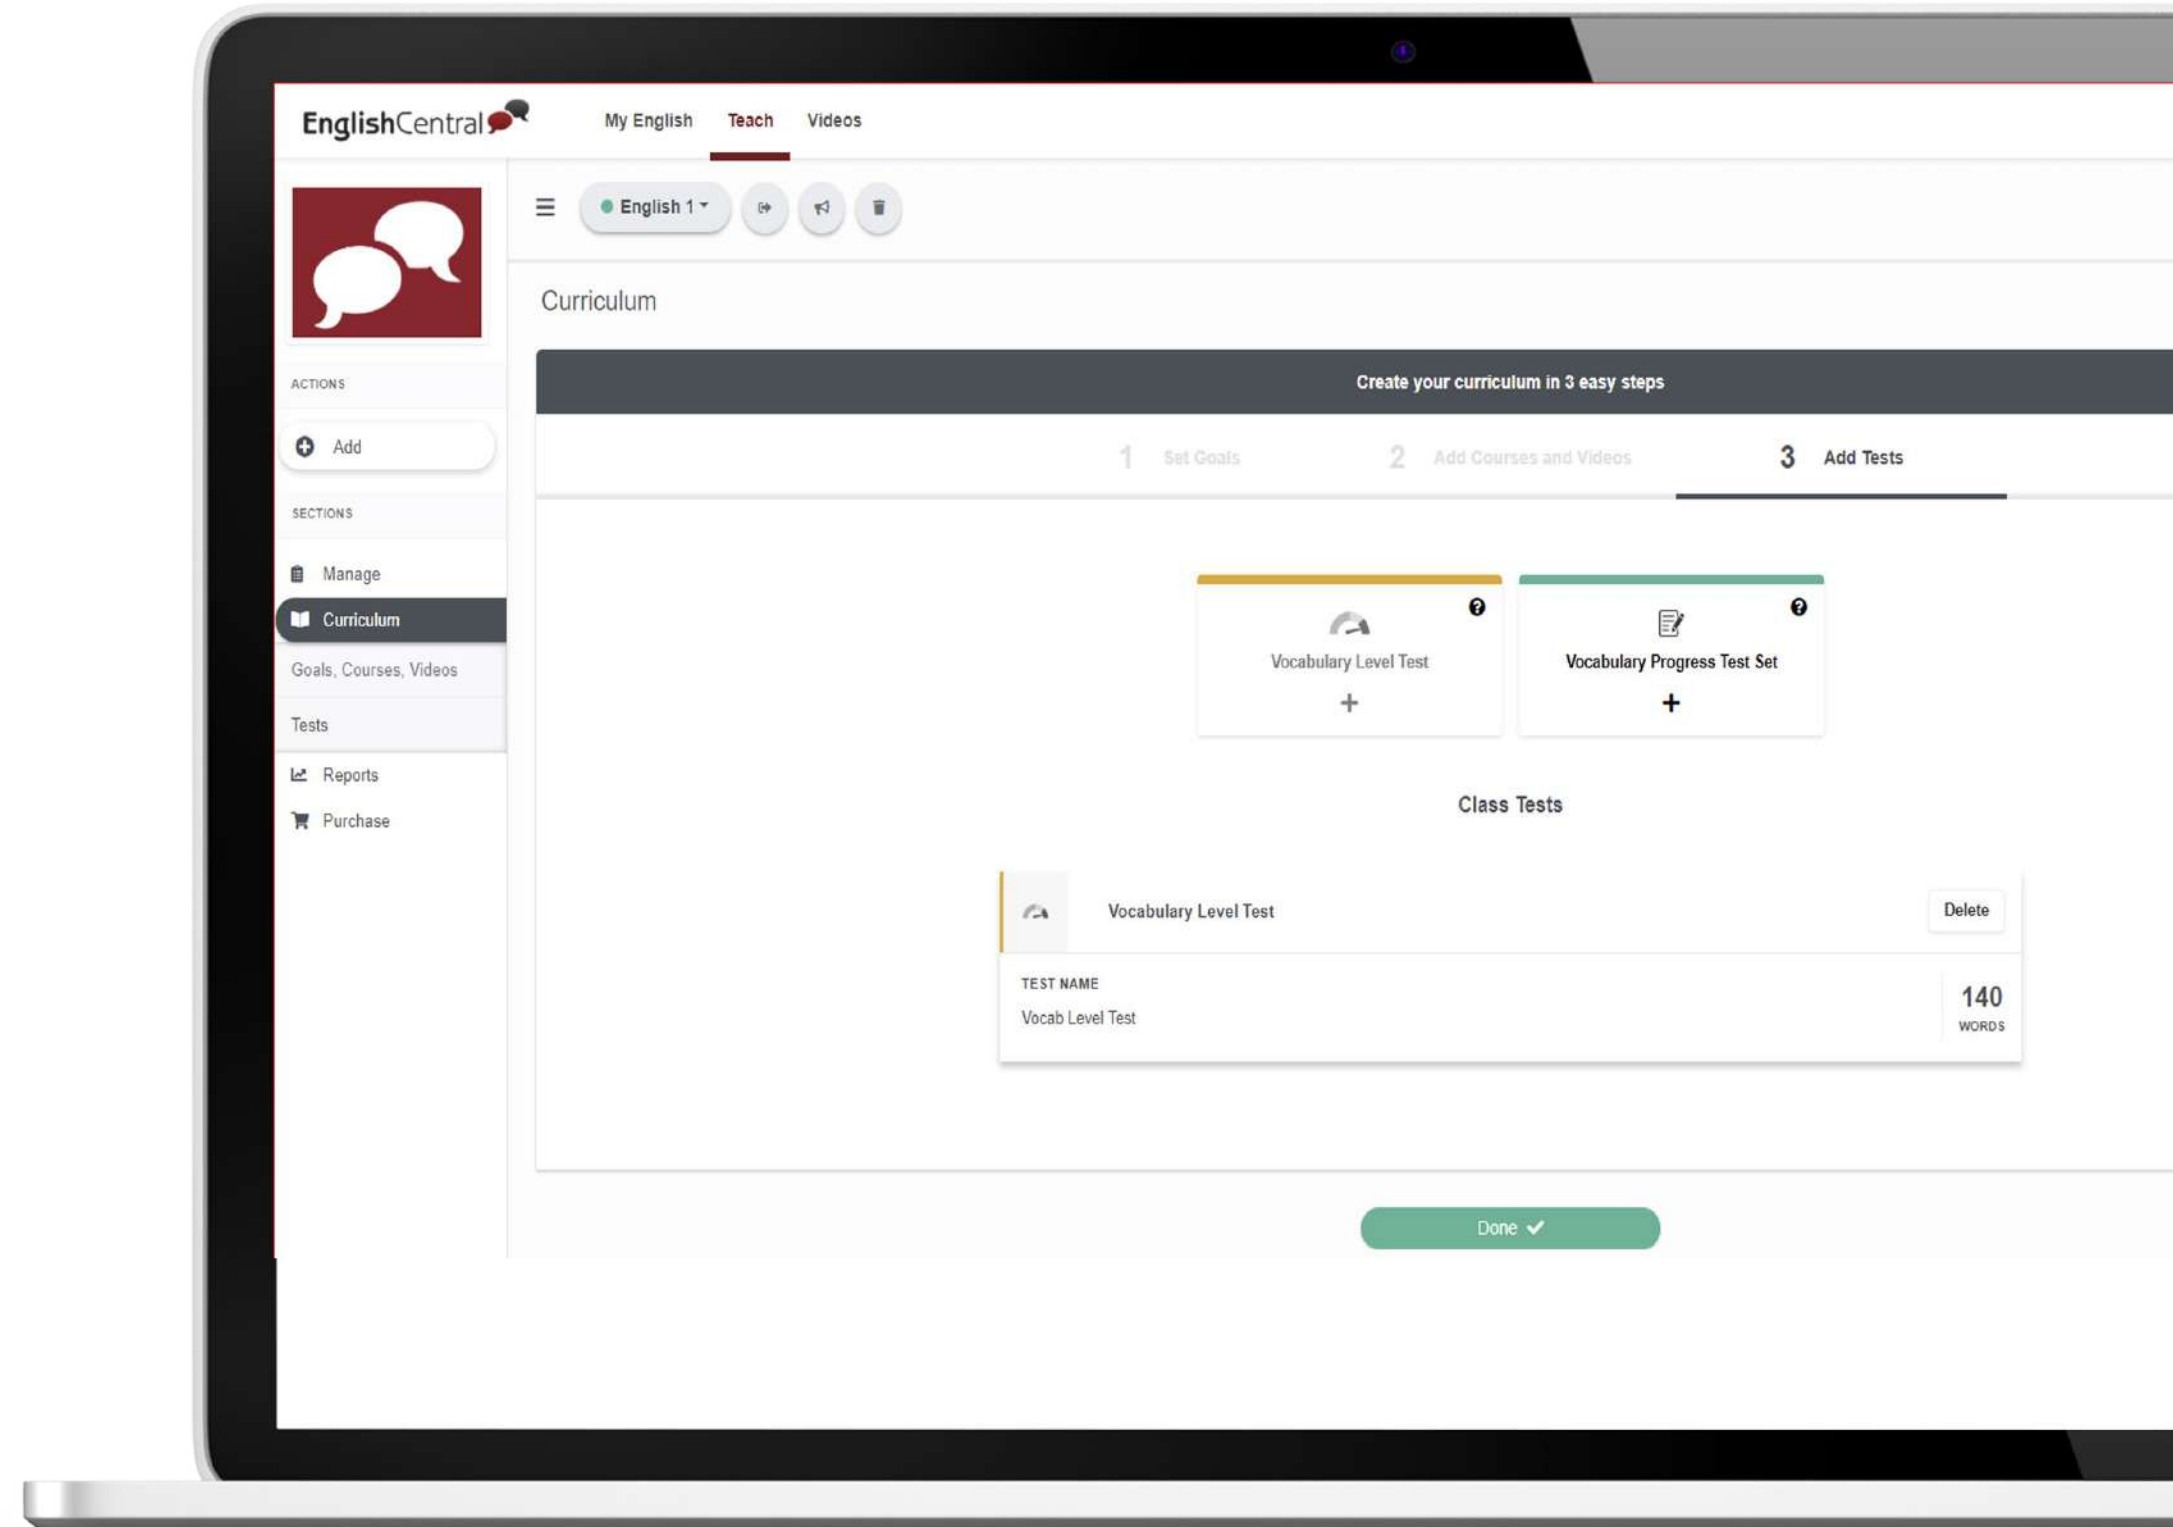 EnglishCentral
My English Teach Videos
English 1
Curriculum
ACTIONS
Add
SECTIONS
Manage
Curriculum
Goals, Courses, Videos
Tests
Reports
Purchase
Create your curriculum in 3 easy steps
1 Set Goals 2 Add Courses and Videos 3 Add Tests
Vocabulary Level Test
+
Vocabulary Progress Test Set
+
Class Tests
Vocabulary Level Test
Delete
TEST NAME
Vocab Level Test
140
WORDS
Done